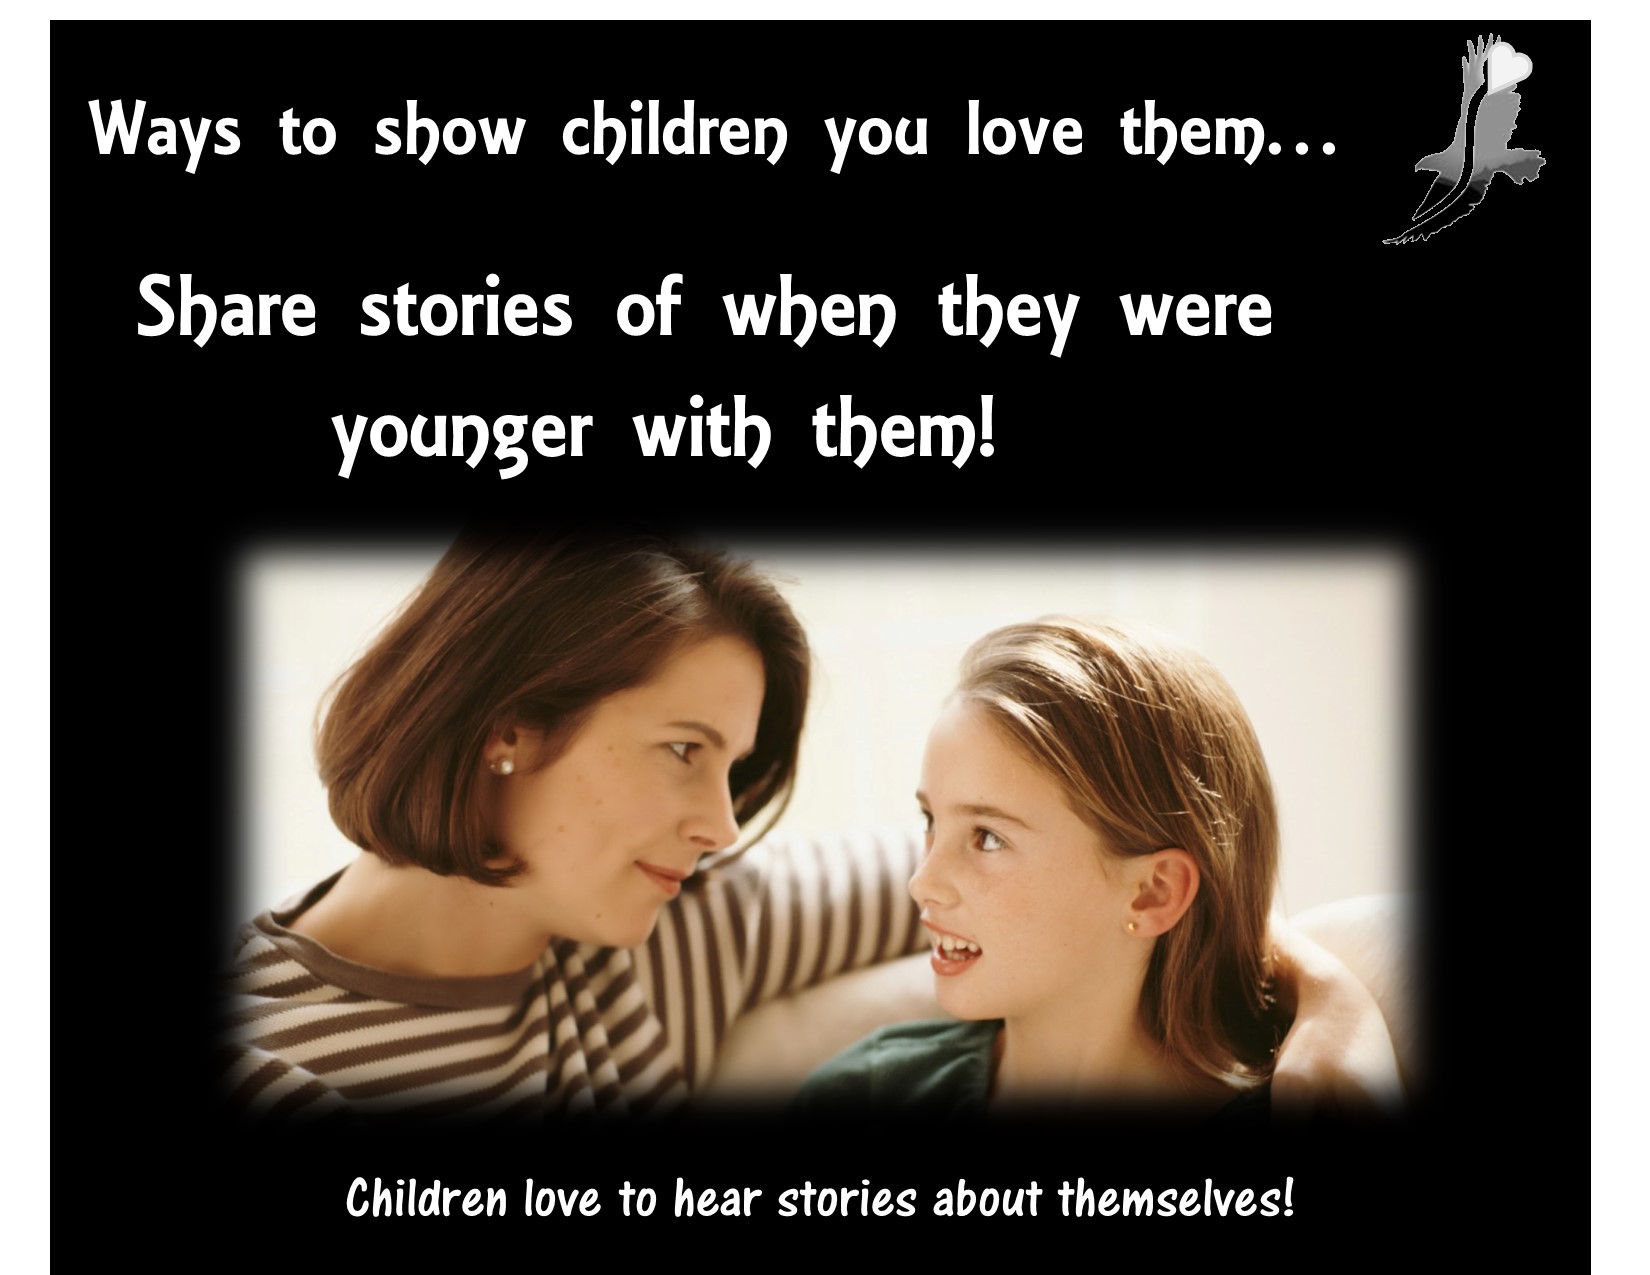 Ways to show children you love them...
Share stories of when they were
younger with them!
Children love to hear stories about themselves!